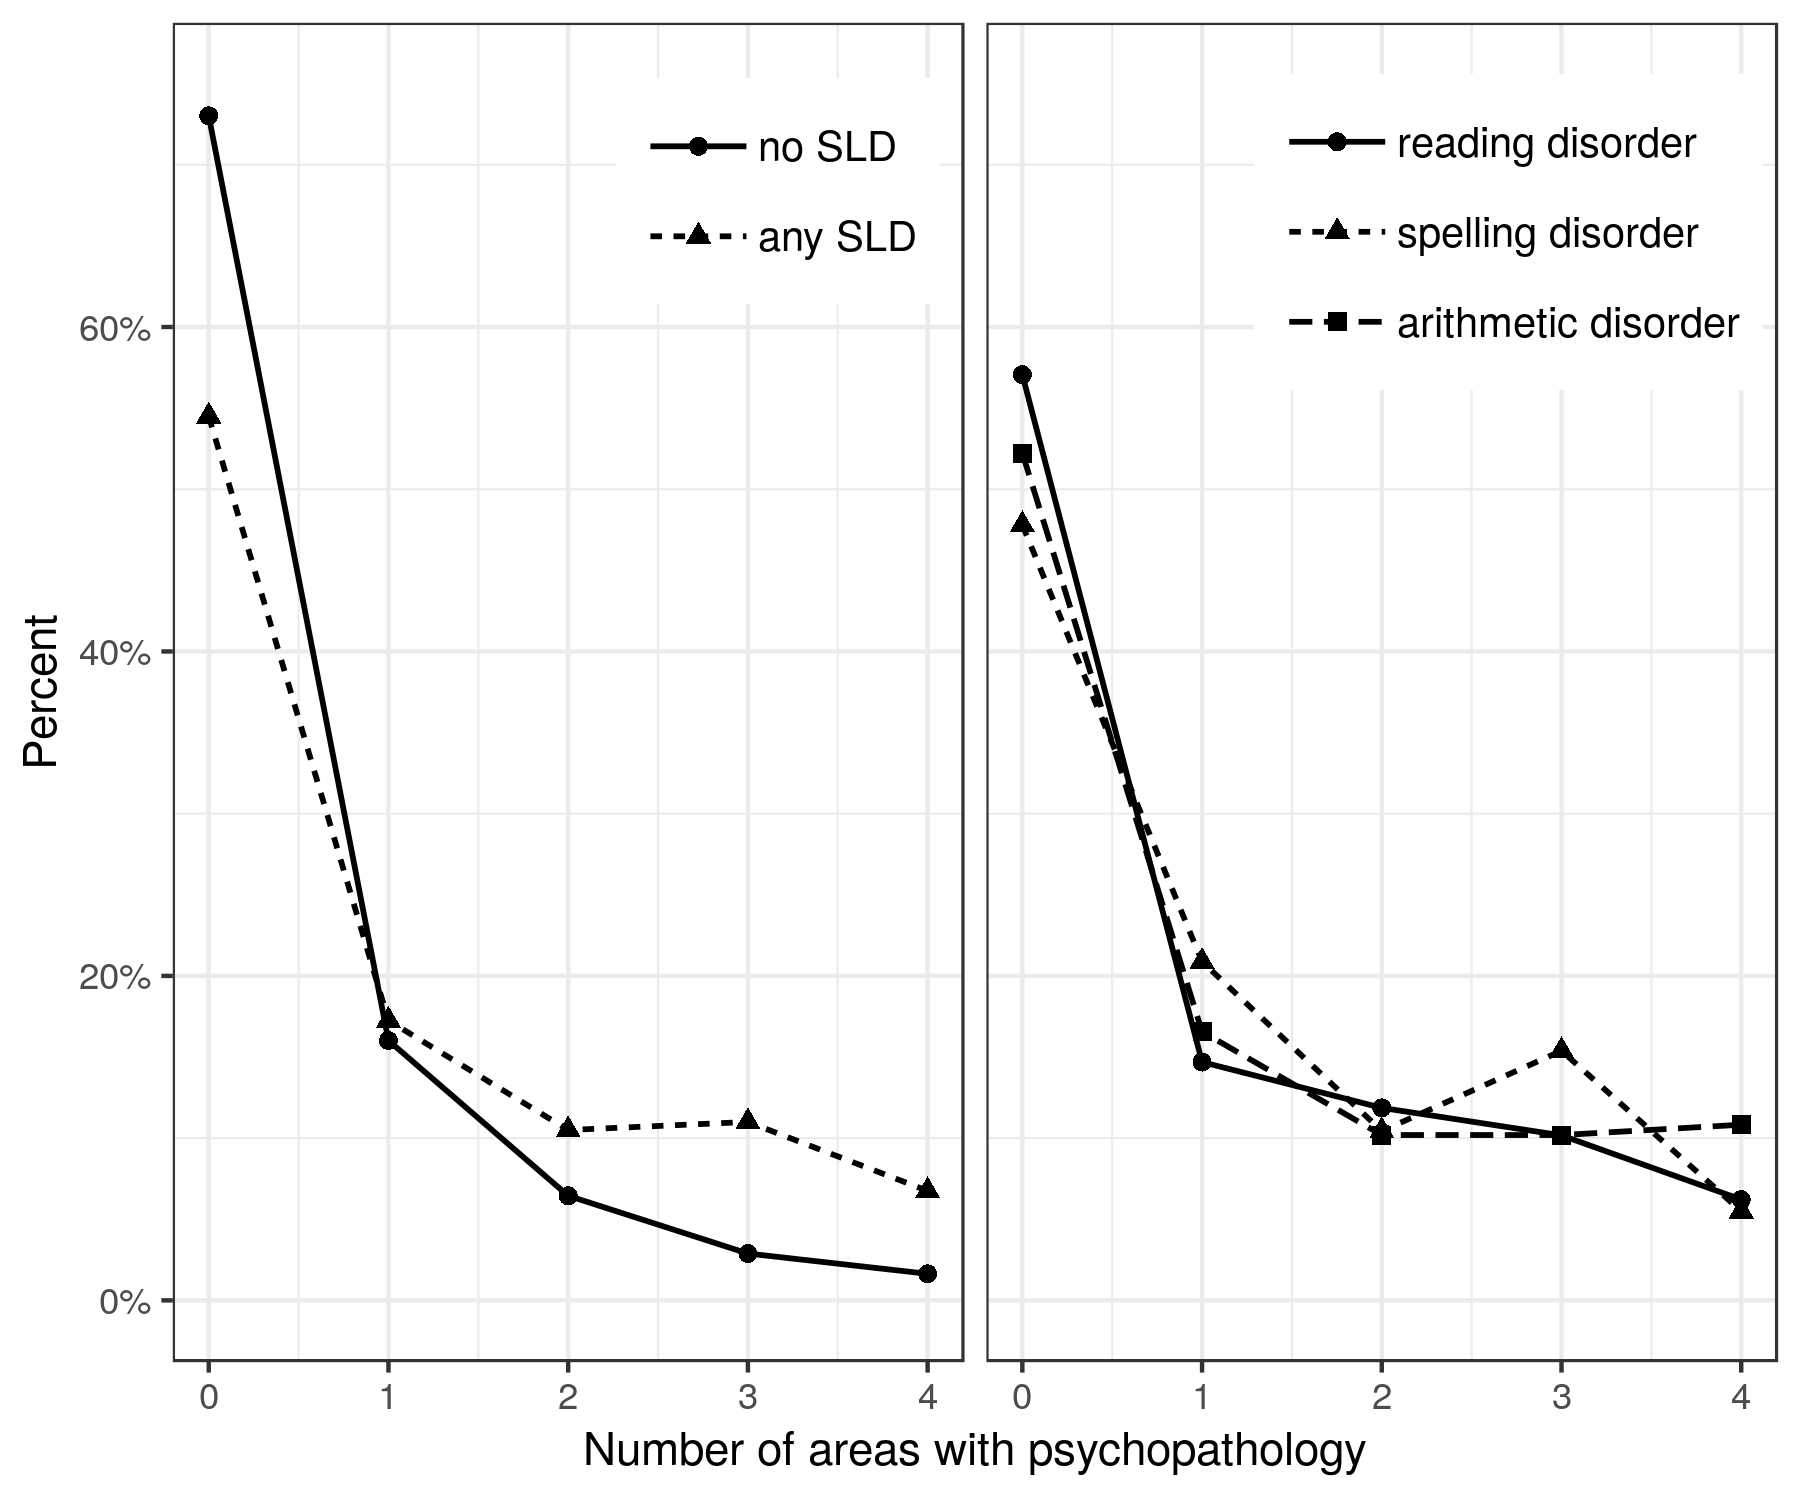 no SLD
any SLD
reading disorder
spelling disorder
arithmetic disorder
60%
40%
20%
0%
Percent
0 1 2 3 4
0 1 2 3 4
Number of areas with psychopathology